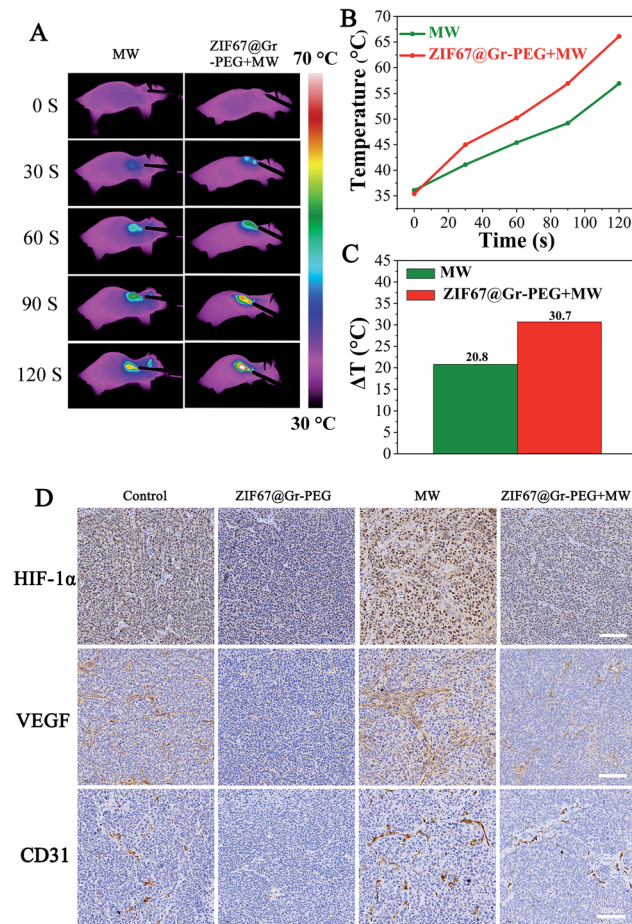 A
MW
ZIF67@Gr
-PEG+MW
70 °C
0 S
30 S
60 S
90 S
120 S
30 °C
B
MW
ZIF67@Gr-PEG+MW
Temperature (°C)
70
65
60
55
50
45
40
35
0
20
40
60
80
100
120
Time (s)
C
MW
ZIF67@Gr-PEG+MW
ΔT (°C)
45
40
35
30
25
20
15
10
5
0
20.8
30.7
D
Control
ZIF67@Gr-PEG
MW
ZIF67@Gr-PEG+MW
HIF-1α
VEGF
CD31